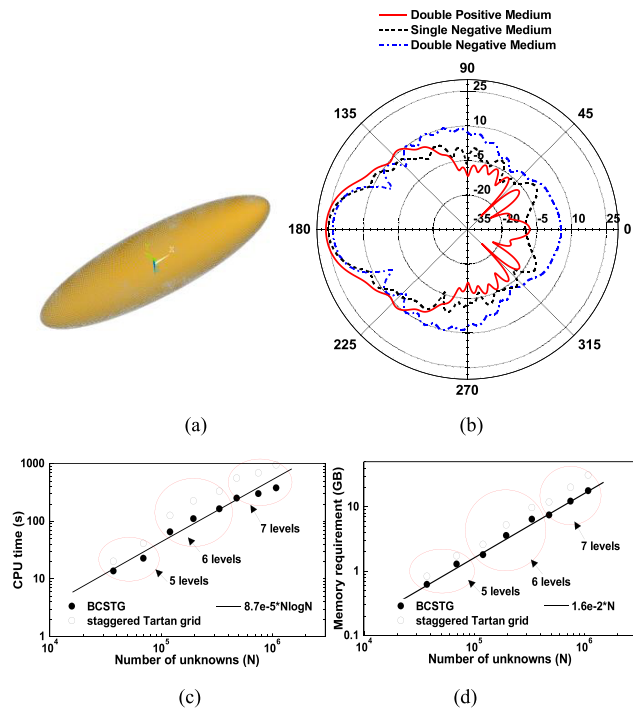 Double Positive Medium
Single Negative Medium
Double Negative Medium
90
25
135
45
10
-5
-20
180
-35 -20 -5 10 25 0
225
315
270
(a)
(b)
1000
100
10
1
CPU time (s)
7 levels
6 levels
5 levels
BCSTG
8.7e-5*NlogN
staggered Tartan grid
10^4
10^5
10^6
Number of unknowns (N)
10
1
0.1
Memory requirement (GB)
7 levels
5 levels
6 levels
BCSTG
1.6e-2*N
staggered Tartan grid
10^4
10^5
10^6
Number of unknowns (N)
(c)
(d)